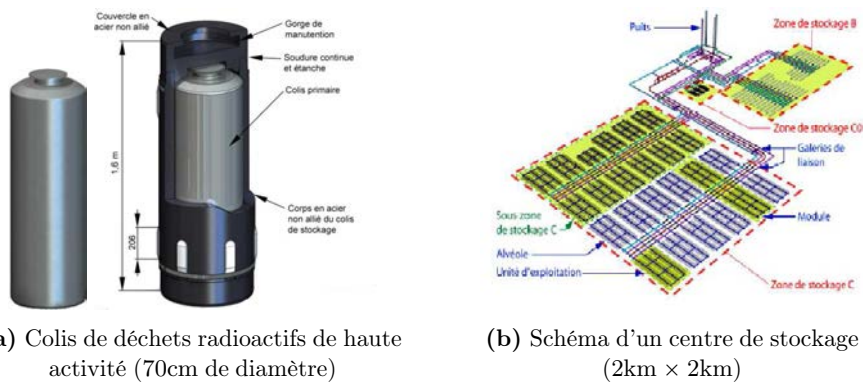 Couvercle en
acier non allié
Gorge de
manutention
Soudure continue
et étanche
Colis primaire
1,6 m
206
Corps en acier
non allié du colis
de stockage
Puits
Zone de stockage B
Zone de stockage C0
Galeries de
liaison
Sous zone
de stockage C
Module
Alvéole
Unité d'exploitation
Zone de stockage C
) Colis de déchets radioactifs de haute
activité (70cm de diamètre)
(b) Schéma d'un centre de stockage
(2km × 2km)